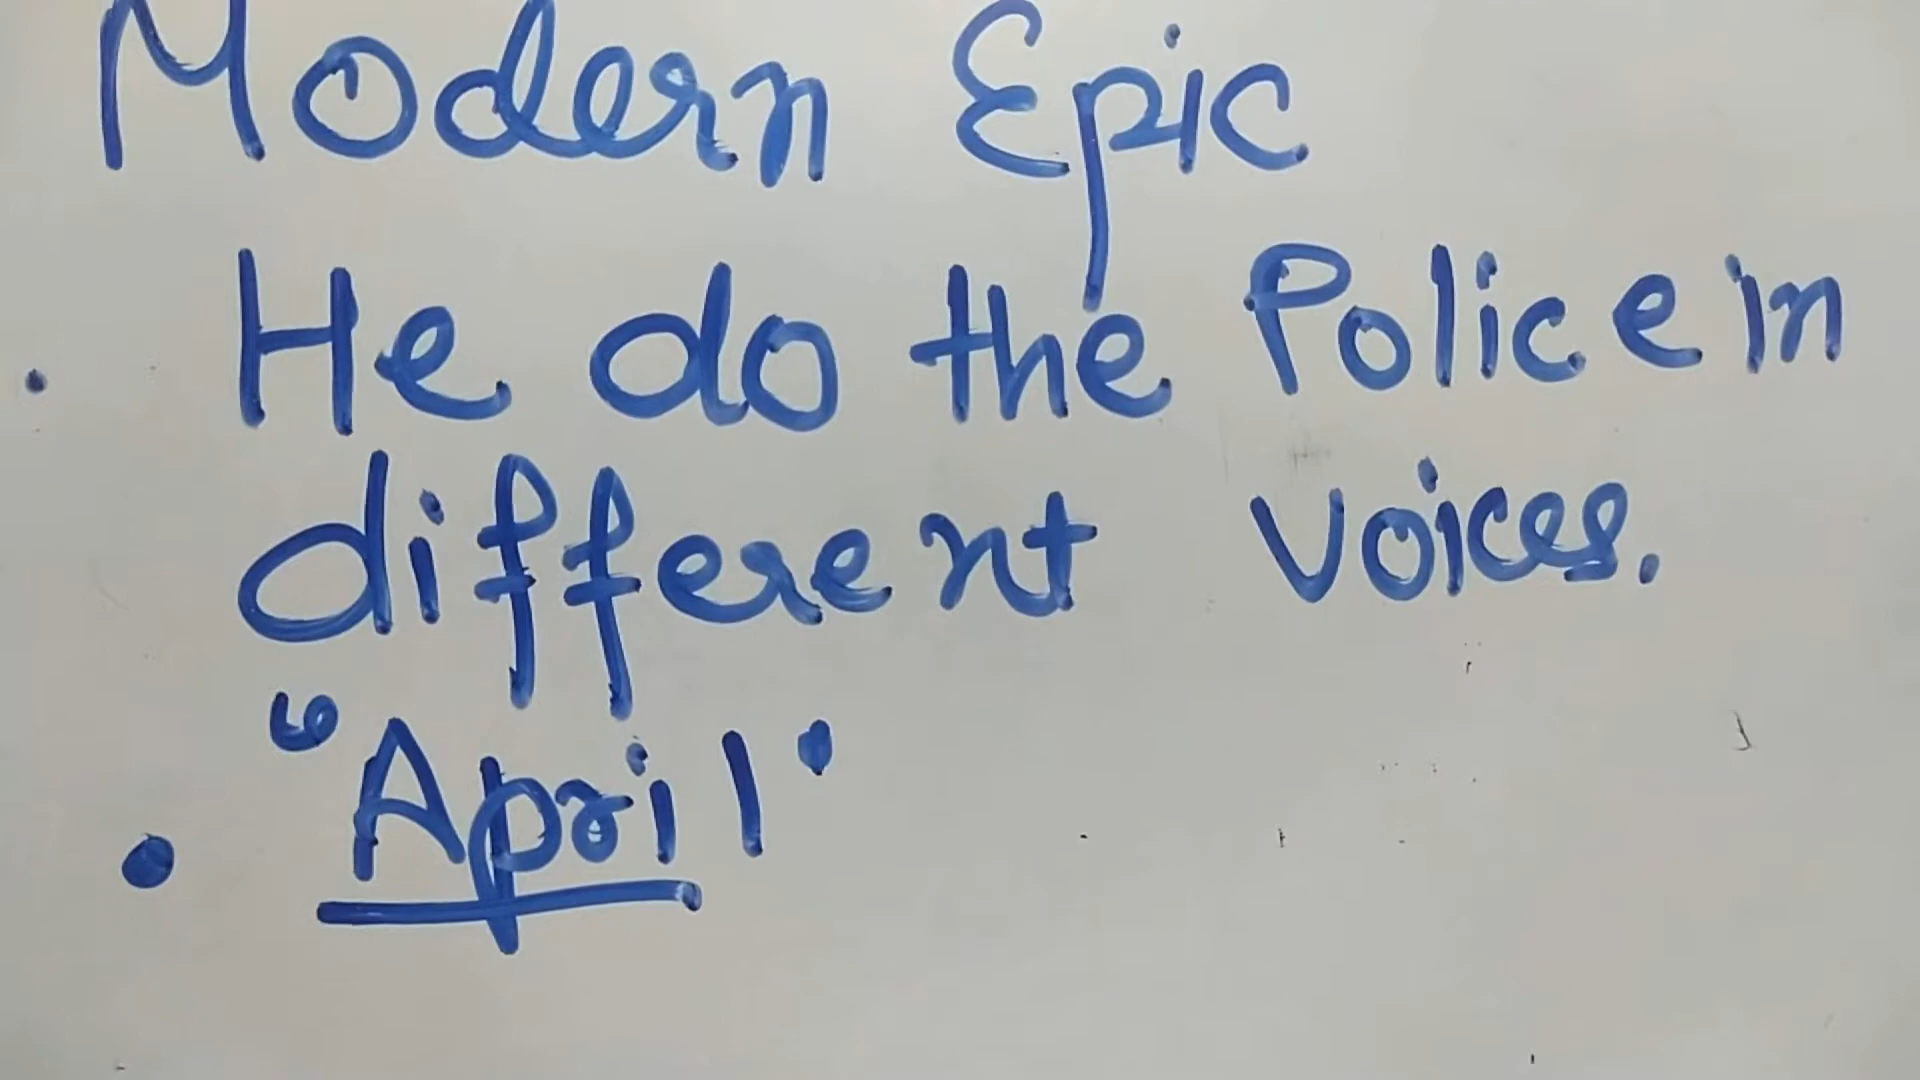 Modern Epic
He do the Police in
different voices.
"April'